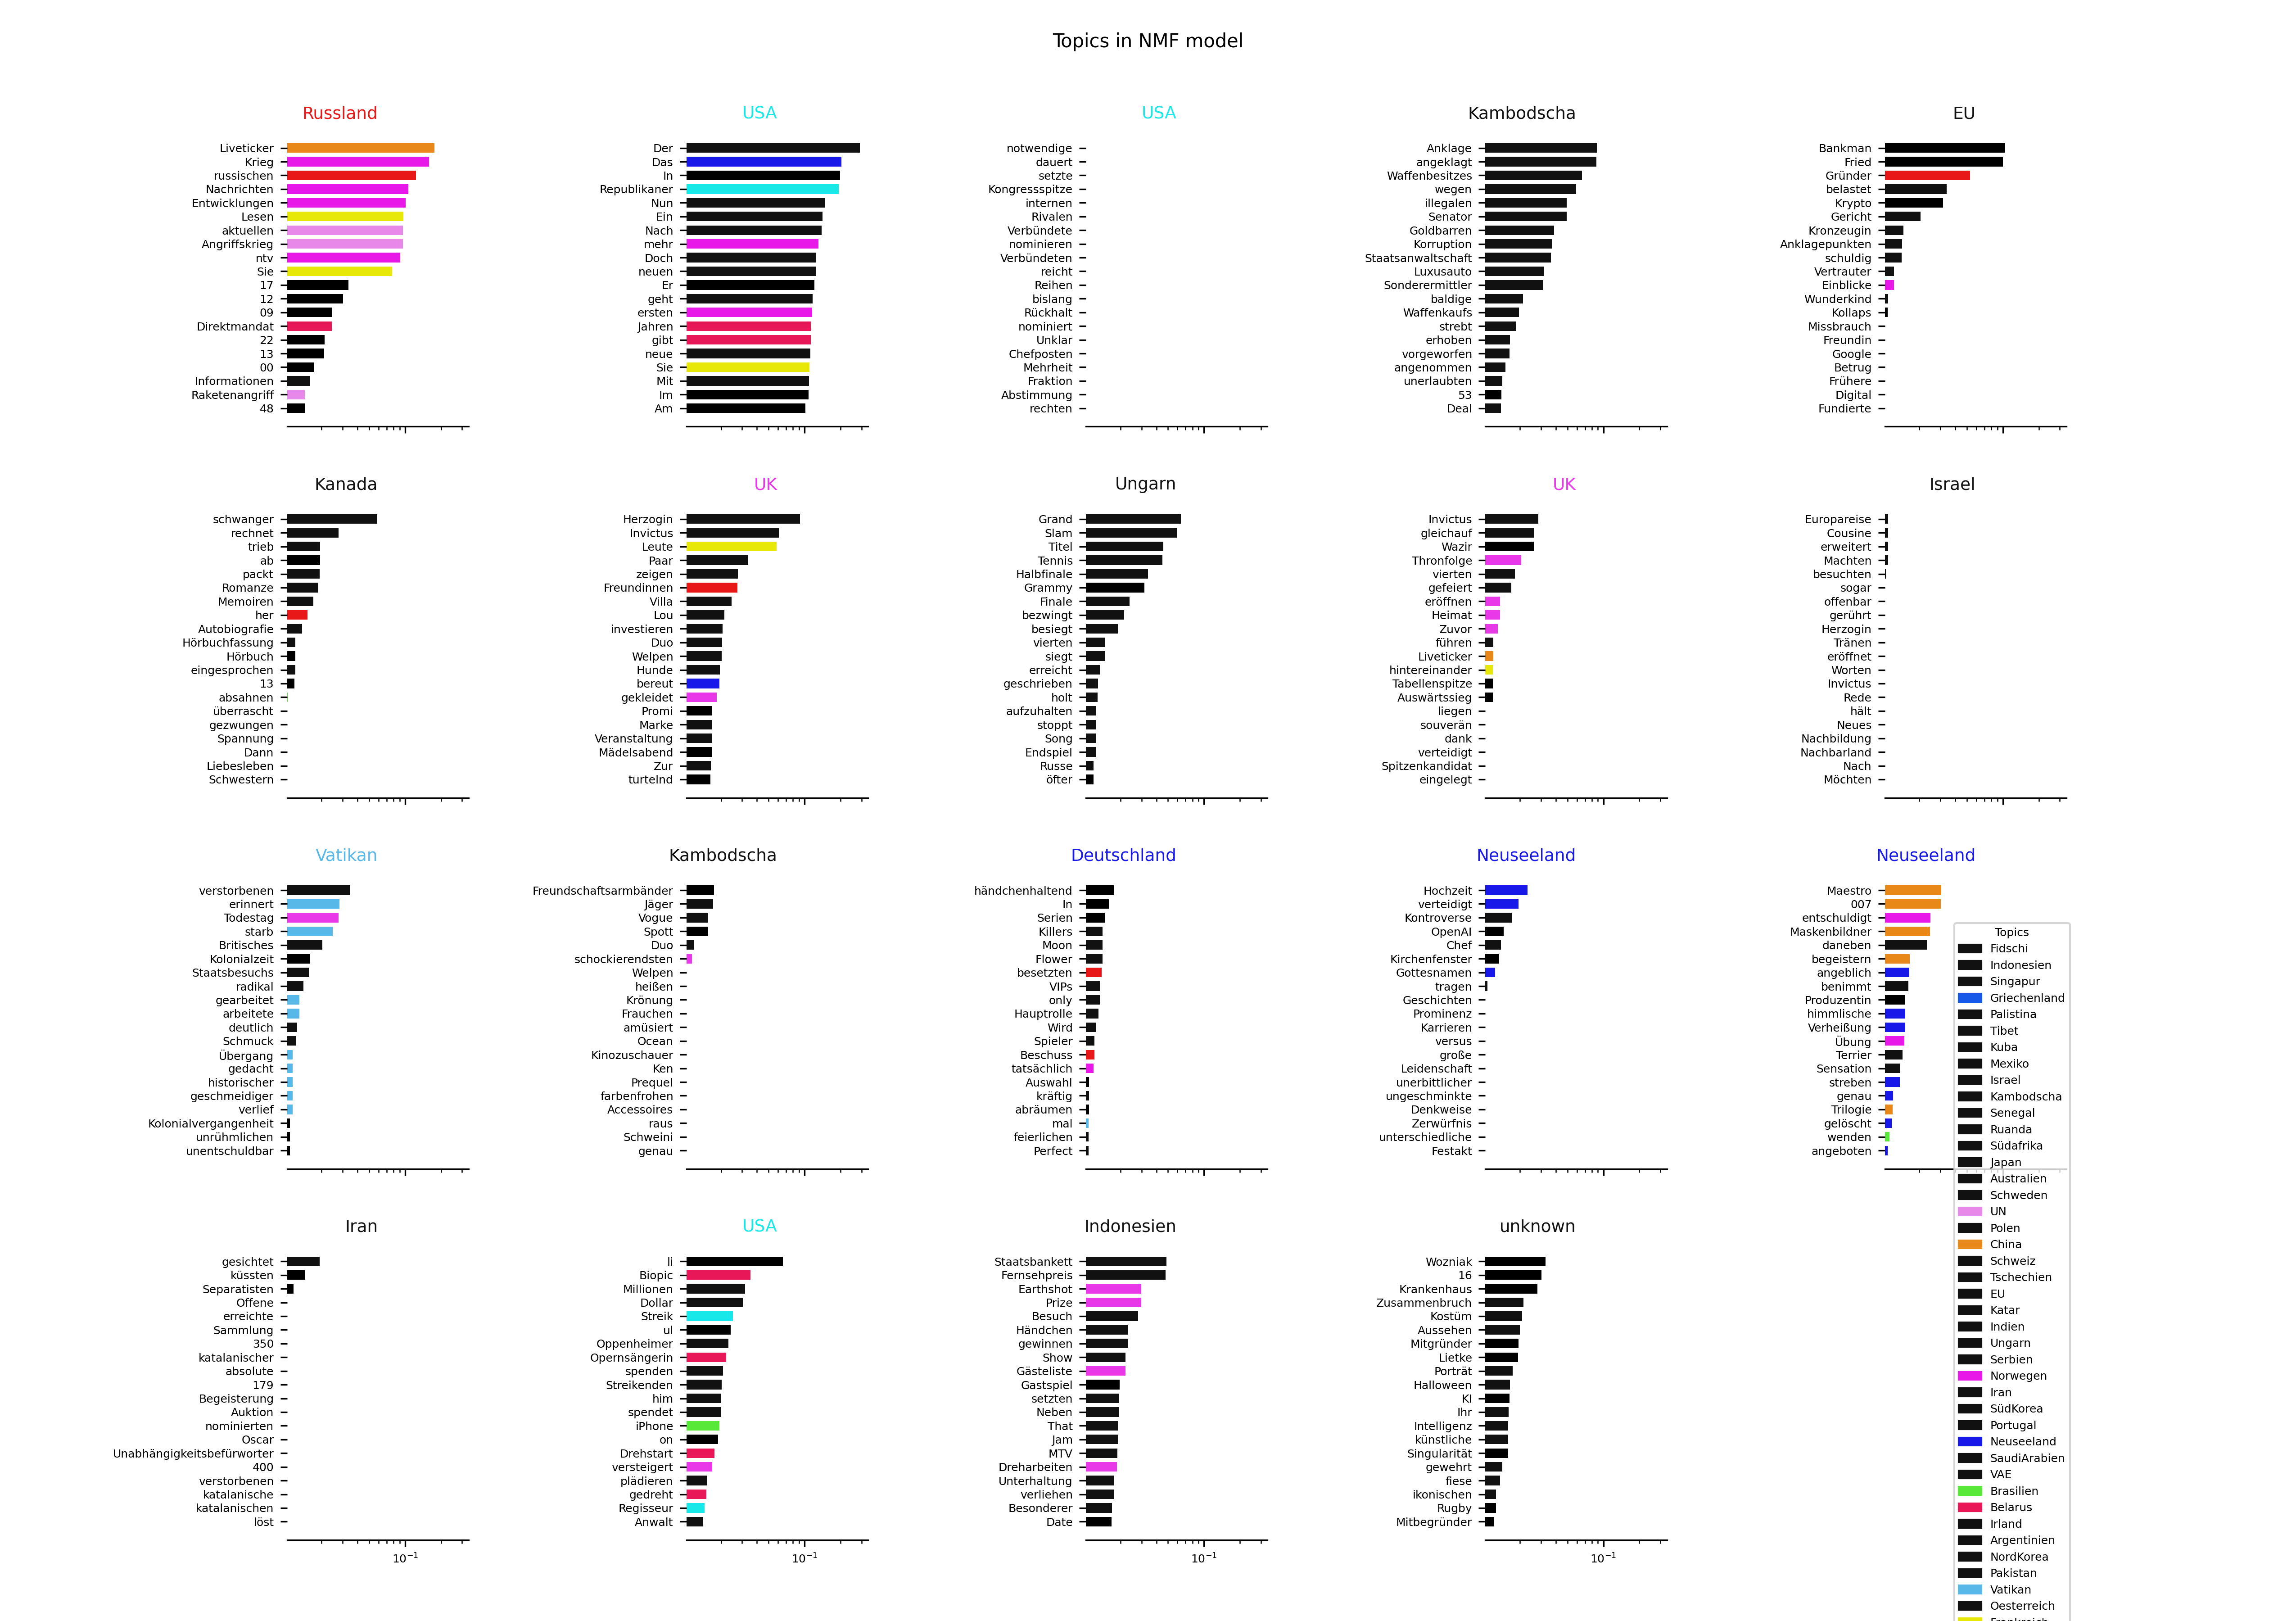 Topics in NMF model
Russland
Liveticker
Krieg
russischen
Nachrichten
Entwicklungen
Lesen
aktuellen
Angriffskrieg
ntv
Sie
17
12
09
Direktmandat
22
13
00
Informationen
Raketenangriff
48
USA
Der
Das
In
Republikaner
Nun
Ein
Nach
mehr
Doch
neuen
Er
geht
ersten
Jahren
gibt
neue
Sie
Mit
Im
Am
USA
notwendige
dauert
setzte
Kongressspitze
internen
Rivalen
Verbündete
nominieren
Verbündeten
reicht
Reihen
bislang
Rückhalt
nominiert
Unklar
Chefposten
Mehrheit
Fraktion
Abstimmung
rechten
Kambodscha
Anklage
angeklagt
Waffenbesitzes
wegen
illegalen
Senator
Goldbarren
Korruption
Staatsanwaltschaft
Luxusauto
Sonderermittler
baldige
Waffenkaufs
strebt
erhoben
vorgeworfen
angenommen
unerlaubten
53
Deal
EU
Bankman
Fried
Gründer
belastet
Krypto
Gericht
Kronzeugin
Anklagepunkten
schuldig
Vertrauter
Einblicke
Wunderkind
Kollaps
Missbrauch
Freundin
Google
Betrug
Frühere
Digital
Fundierte
Kanada
schwanger
rechnet
trieb
ab
packt
Romanze
Memoiren
her
Autobiografie
Hörbuchfassung
Hörbuch
eingesprochen
13
absahnen
überrascht
gezwungen
Spannung
Dann
Liebesleben
Schwestern
UK
Herzogin
Invictus
Leute
Paar
zeigen
Freundinnen
Villa
Lou
investieren
Duo
Welpen
Hunde
bereut
gekleidet
Promi
Marke
Veranstaltung
Mädelsabend
Zur
turtelnd
Ungarn
Grand
Slam
Titel
Tennis
Halbfinale
Grammy
Finale
bezwingt
besiegt
vierten
siegt
erreicht
geschrieben
holt
aufzuhalten
stoppt
Song
Endspiel
Russe
öfter
UK
Invictus
gleichauf
Wazir
Thronfolge
vierten
gefeiert
eröffnen
Heimat
Zuvor
führen
Liveticker
hintereinander
Tabellenspitze
Auswärtssieg
liegen
souverän
dank
verteidigt
Spitzenkandidat
eingelegt
Israel
Europareise
Cousine
erweitert
Machten
besuchten
sogar
offenbar
gerührt
Herzogin
Tränen
eröffnet
Worten
Invictus
Rede
hält
Neues
Nachbildung
Nachbarland
Nach
Möchten
Vatikan
verstorbenen
erinnert
Todestag
starb
Britisches
Kolonialzeit
Staatsbesuchs
radikal
gearbeitet
arbeitete
deutlich
Schmuck
Übergang
gedacht
historischer
geschmeidiger
verlief
Kolonialvergangenheit
unrühmlichen
unentschuldbar
Kambodscha
Freundschaftsarmbänder
Jäger
Vogue
Spott
Duo
schockierendsten
Welpen
heißen
Krönung
Frauchen
amüsiert
Ocean
Kinozuschauer
Ken
Prequel
farbenfrohen
Accessoires
raus
Schweini
genau
Deutschland
händchenhaltend
In
Serien
Killers
Moon
Flower
besetzten
VIPs
only
Hauptrolle
Wird
Spieler
Beschuss
tatsächlich
Auswahl
kräftig
abräumen
mal
feierlichen
Perfect
Neuseeland
Hochzeit
verteidigt
Kontroverse
OpenAI
Chef
Kirchenfenster
Gottesnamen
tragen
Geschichten
Prominenz
Karrieren
versus
große
Leidenschaft
unerbittlicher
ungeschminkte
Denkweise
Zerwürfnis
unterschiedliche
Festakt
Neuseeland
Maestro
007
entschuldigt
Maskenbildner
daneben
begeistern
angeblich
benimmt
Produzentin
himmlische
Verheißung
Übung
Terrier
Sensation
streben
genau
Trilogie
gelöscht
wenden
angeboten
Iran
gesichtet
küssten
Separatisten
Offene
erreichte
Sammlung
350
katalanischer
absolute
179
Begeisterung
Auktion
nominierten
Oscar
Unabhängigkeitsbefürworter
400
verstorbenen
katalanische
katalanischen
löst
10⁻¹
USA
li
Biopic
Millionen
Dollar
Streik
ul
Oppenheimer
Opernsängerin
spenden
Streikenden
him
spendet
iPhone
on
Drehstart
versteigert
plädieren
gedreht
Regisseur
Anwalt
10⁻¹
Indonesien
Staatsbankett
Fernsehpreis
Earthshot
Prize
Besuch
Händchen
gewinnen
Show
Gästeliste
Gastspiel
setzten
Neben
That
Jam
MTV
Dreharbeiten
Unterhaltung
verliehen
Besonderer
Date
10⁻¹
unknown
Wozniak
16
Krankenhaus
Zusammenbruch
Kostüm
Aussehen
Mitgründer
Lietke
Porträt
Halloween
KI
Ihr
Intelligenz
künstliche
Singularität
gewehrt
fiese
ikonischen
Rugby
Mitbegründer
10⁻¹
Topics
Fidschi
Indonesien
Singapur
Griechenland
Palistina
Tibet
Kuba
Mexiko
Israel
Kambodscha
Senegal
Ruanda
Südafrika
Japan
Australien
Schweden
UN
Polen
China
Schweiz
Tschechien
EU
Katar
Indien
Ungarn
Serbien
Norwegen
Iran
SüdKorea
Portugal
Neuseeland
SaudiArabien
VAE
Brasilien
Belarus
Irland
Argentinien
NordKorea
Pakistan
Vatikan
Oesterreich